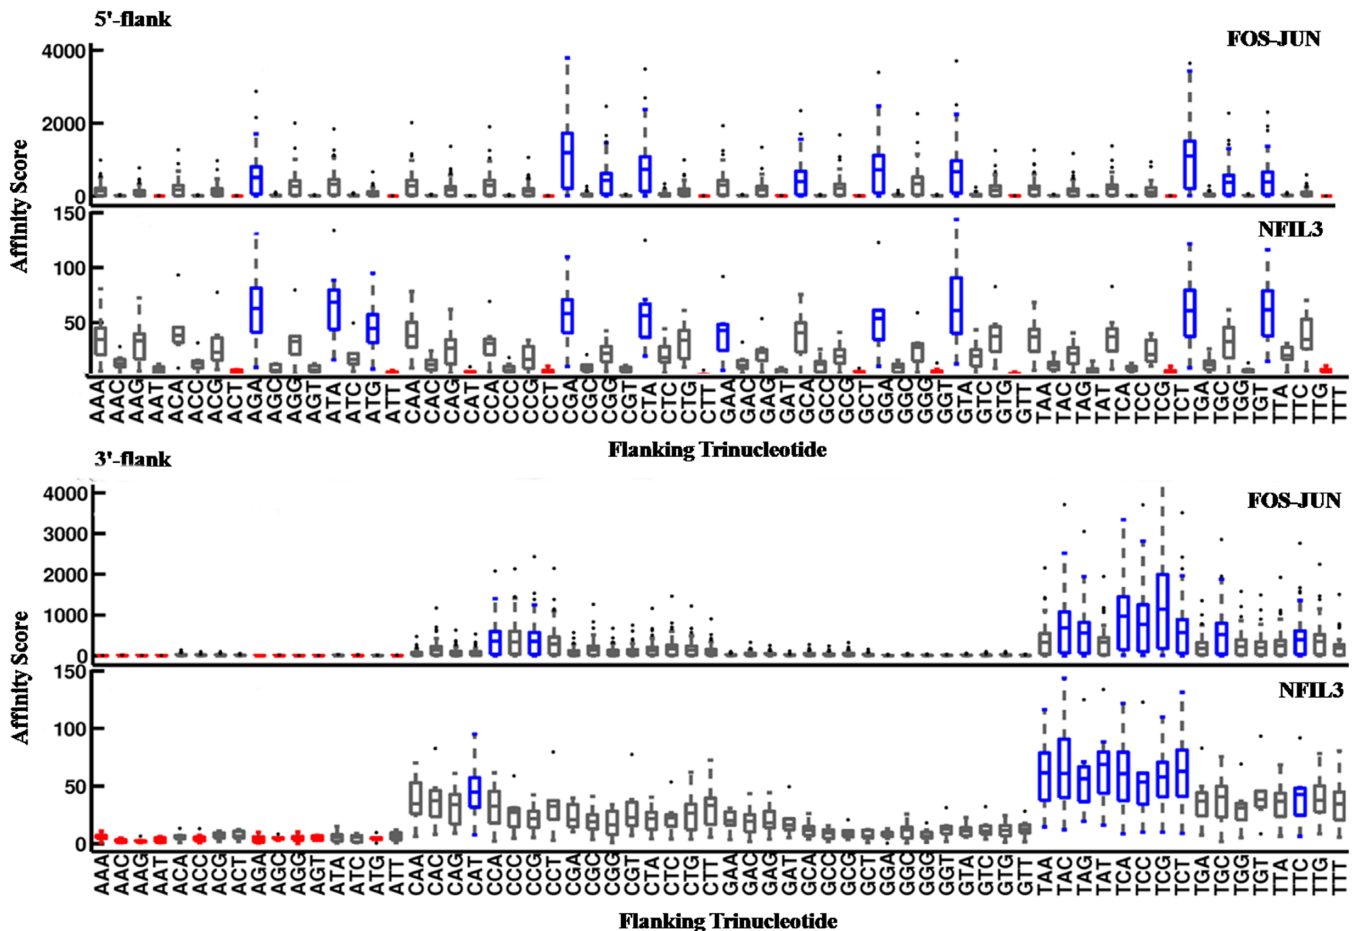 5'-flank
FOS-JUN
4000
2000
0
NFIL3
150
100
50
Affinity Score
AAA AAC AAG AAT ACA ACC ACG ACT AGA AGC AGG AGT ATA ATC ATG ATT CAA CAC CAG CAT CCA CCC CCG CCT CGA CGC CGG CGT CTA CTC CTG CTT GAA GAC GAG GAT GCA GCC GCG GCT GGA GGC GGG GGT GTA GTC GTG GTT TAA TAC TAG TAT TCA TCC TCG TCT TGA TGC TGG TGT TTA TTC TTG TTT
Flanking Trinucleotide
3'-flank
FOS-JUN
4000
3000
2000
1000
0
NFIL3
150
100
50
0
Affinity Score
AAA AAC AAG AAT ACA ACC ACG ACT AGA AGC AGG AGT ATA ATC ATG ATT CAA CAC CAG CAT CCA CCC CCG CCT CGA CGC CGG CGT CTA CTC CTG CTT GAA GAC GAG GAT GCA GCC GCG GCT GGA GGC GGG GGT GTA GTC GTG GTT TAA TAC TAG TAT TCA TCC TCG TCT TGA TGC TGG TGT TTA TTC TTG TTT
Flanking Trinucleotide